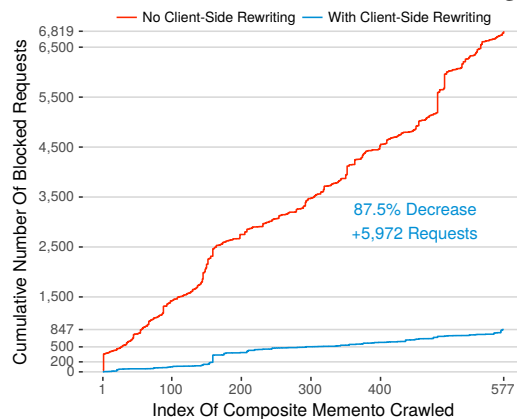 No Client-Side Rewriting With Client-Side Rewriting
Cumulative Number Of Blocked Requests
6,819
6,500
5,500
4,500
3,500
2,500
1,500
847
500
200
0
87.5% Decrease
+5,972 Requests
1 100 200 300 400 577
Index Of Composite Memento Crawled